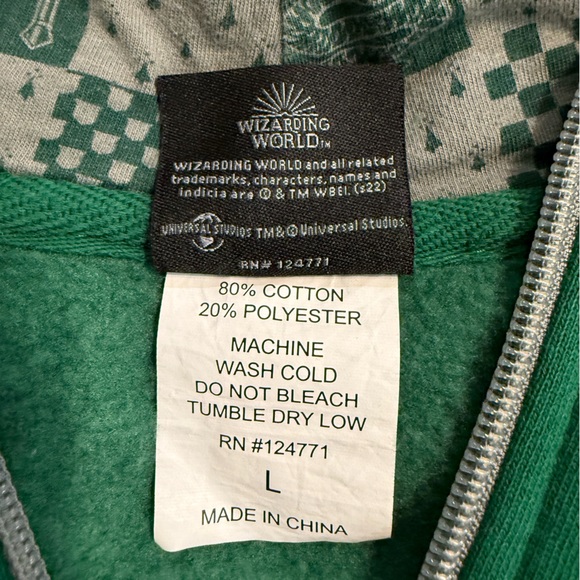 WIZARDING
WORLD™
WIZARDING WORLD and all related
trademarks, characters, names and
indicia are © & TM WBEI. (s22)
UNIVERSAL STUDIOS TM& © Universal Studios.
RN# 124771
80% COTTON
20% POLYESTER
MACHINE
WASH COLD
DO NOT BLEACH
TUMBLE DRY LOW
RN #124771
L
MADE IN CHINA